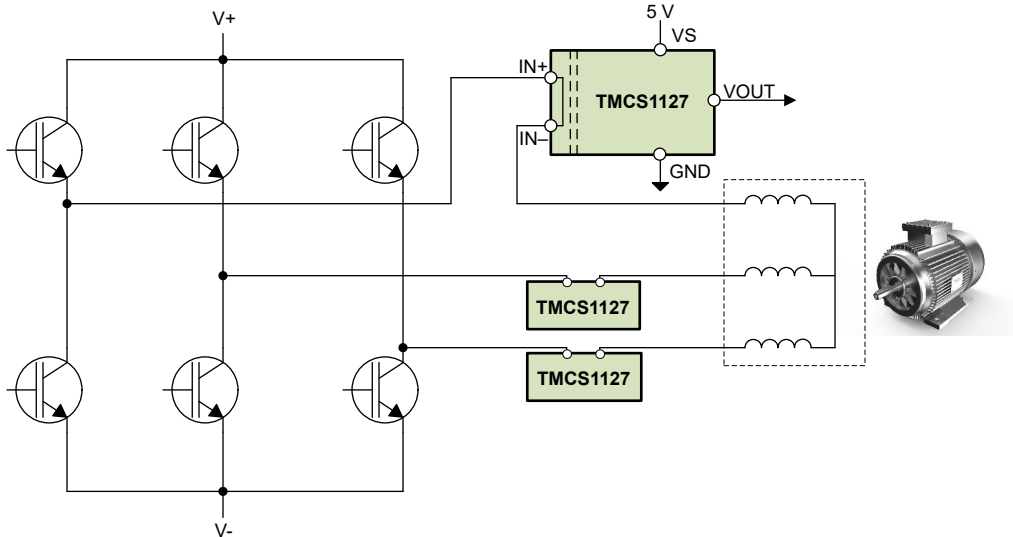 V+
5 V
VS
IN+
TMCS1127
VOUT
IN–
GND
TMCS1127
TMCS1127
V-